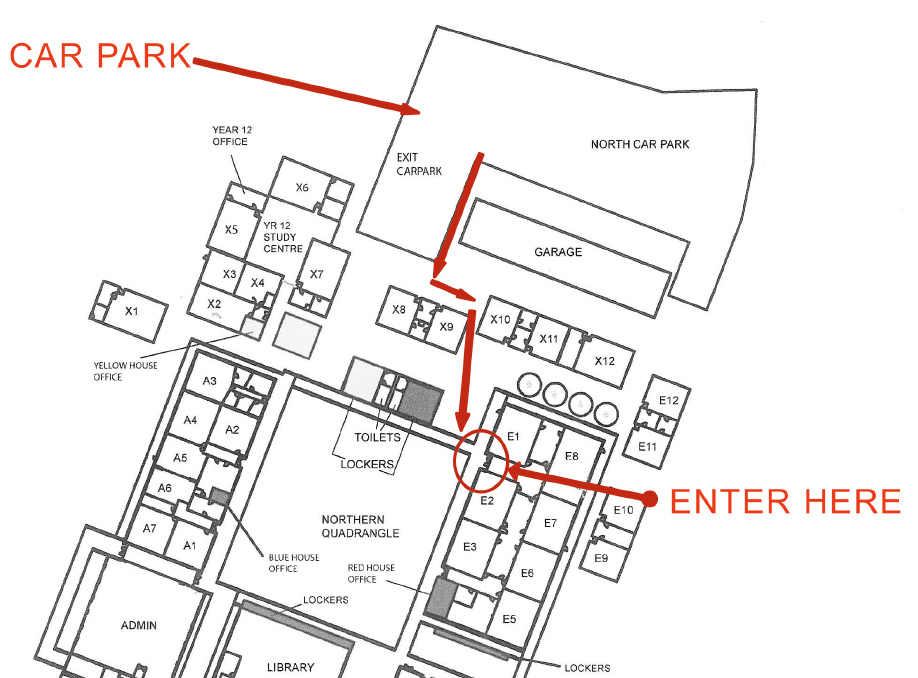 CAR PARK
YEAR 12
OFFICE
NORTH CAR PARK
EXIT
CARPARK
X6
X5
YR 12
STUDY
CENTRE
GARAGE
X3
X4
X7
X2
X1
X8
X9
X10
X11
X12
YELLOW HOUSE
OFFICE
A3
E12
A4
A2
TOILETS
E1
E11
A5
LOCKERS
E8
A6
E2
ENTER HERE
E10
A7
A1
NORTHERN
QUADRANGLE
E7
E3
BLUE HOUSE
OFFICE
RED HOUSE
OFFICE
E9
E6
LOCKERS
E5
ADMIN
LIBRARY
LOCKERS